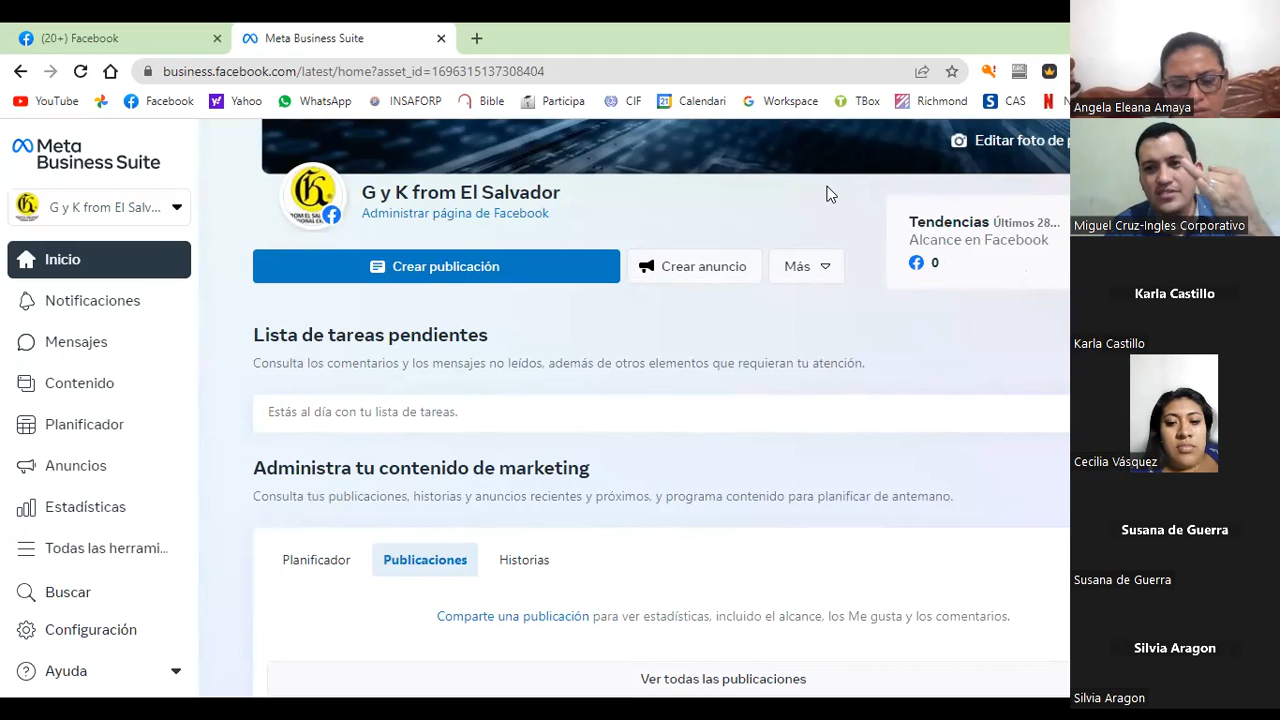 (20+) Facebook
Meta Business Suite
business.facebook.com/latest/home?asset_id=1696315137308404
YouTube
Facebook
Yahoo
WhatsApp
INSAFORP
Bible
Participa
CIF
Calendari
Workspace
TBox
Richmond
CAS
Meta
Business Suite
G y K from El Salv...
Inicio
Notificaciones
Mensajes
Contenido
Planificador
Anuncios
Estadísticas
Todas las herrami...
Buscar
Configuración
Ayuda
Editar foto de p
G y K from El Salvador
Administrar página de Facebook
Crear publicación
Crear anuncio
Más
Tendencias Últimos 28...
Alcance en Facebook
0
Lista de tareas pendientes
Consulta los comentarios y los mensajes no leídos, además de otros elementos que requieran tu atención.
Estás al día con tu lista de tareas.
Administra tu contenido de marketing
Consulta tus publicaciones, historias y anuncios recientes y próximos, y programa contenido para planificar de antemano.
Planificador
Publicaciones
Historias
Comparte una publicación para ver estadísticas, incluido el alcance, los Me gusta y los comentarios.
Ver todas las publicaciones
Angela Eleana Amaya
Miguel Cruz-Ingles Corporativo
Karla Castillo
Karla Castillo
Cecilia Vásquez
Susana de Guerra
Susana de Guerra
Silvia Aragon
Silvia Aragon